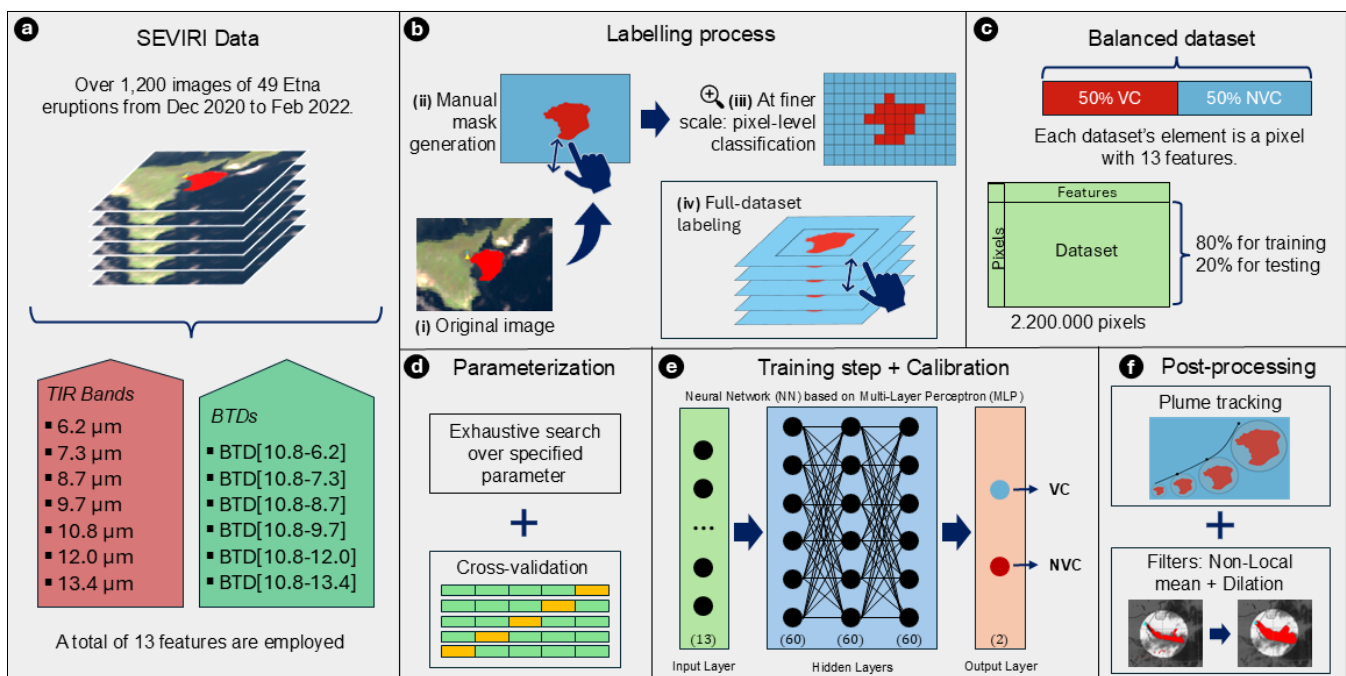 a
SEVIRI Data
Over 1,200 images of 49 Etna
eruptions from Dec 2020 to Feb 2022.
TIR Bands
▪ 6.2 µm
▪ 7.3 µm
▪ 8.7 µm
▪ 9.7 µm
▪ 10.8 µm
▪ 12.0 µm
▪ 13.4 µm
BTDs
▪ BTD[10.8-6.2]
▪ BTD[10.8-7.3]
▪ BTD[10.8-8.7]
▪ BTD[10.8-9.7]
▪ BTD[10.8-12.0]
▪ BTD[10.8-13.4]
A total of 13 features are employed
b
Labelling process
(ii) Manual
mask
generation
(iii) At finer
scale: pixel-level
classification
(i) Original image
(iv) Full-dataset
labeling
c
Balanced dataset
50% VC
50% NVC
Each dataset's element is a pixel
with 13 features.
Features
Pixels
Dataset
80% for training
20% for testing
2.200.000 pixels
d
Parameterization
Exhaustive search
over specified
parameter
+
Cross-validation
e
Training step + Calibration
Neural Network (NN) based on Multi-Layer Perceptron (MLP)
...
VC
NVC
(13)
(60)
(60)
(60)
(2)
Input Layer
Hidden Layers
Output Layer
f
Post-processing
Plume tracking
+
Filters: Non-Local
mean + Dilation